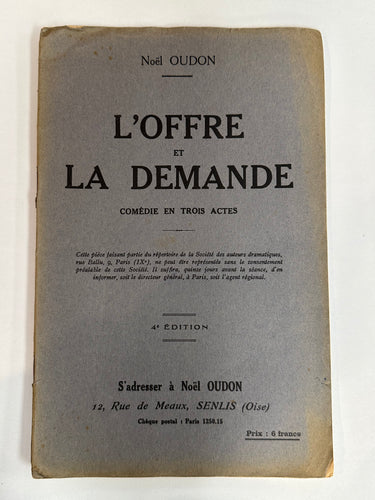 Noël OUDON
L'OFFRE
ET
LA DEMANDE
COMÉDIE EN TROIS ACTES
Cette pièce faisant partie du répertoire de la Société des auteurs dramatiques,
rue Ballu, 9, Paris (IXe), ne peut être représentée sans le consentement
préalable de cette Société. Il suffira, quinze jours avant la séance, d'en
informer, soit le directeur général, à Paris, soit l'agent régional.
4e ÉDITION
S'adresser à Noël OUDON
12, Rue de Meaux, SENLIS (Oise)
Chèque postal : Paris 1250.15
Prix : 6 francs